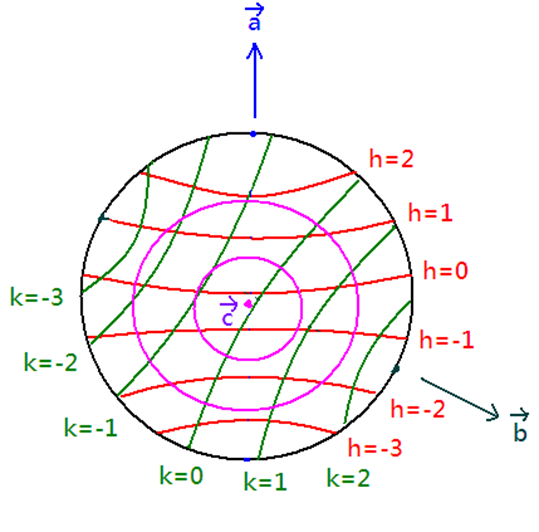 a
h=2
h=1
h=0
k=-3
c
h=-1
k=-2
h=-2
b
k=-1
h=-3
k=0
k=1
k=2